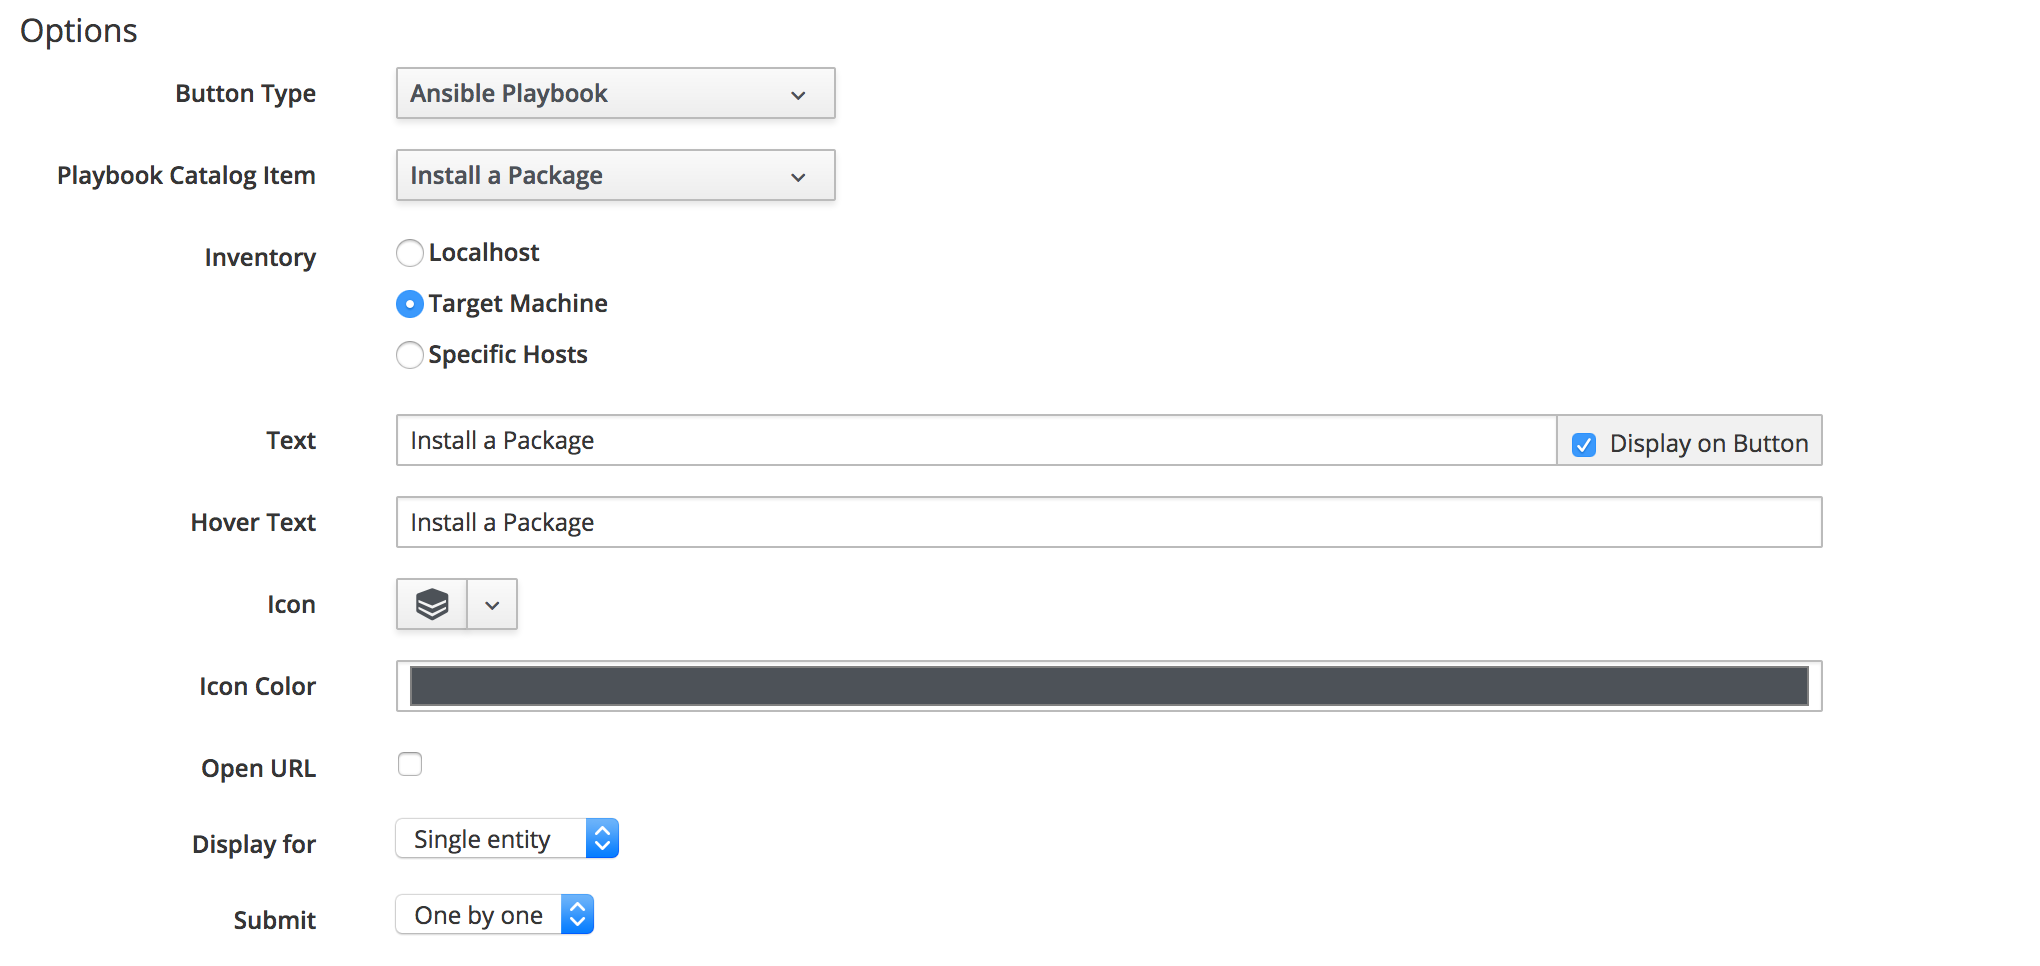 Options
Button Type Ansible Playbook
Playbook Catalog Item Install a Package
Inventory Localhost
Target Machine
Specific Hosts
Text Install a Package Display on Button
Hover Text Install a Package
Icon
Icon Color
Open URL
Display for Single entity
Submit One by one